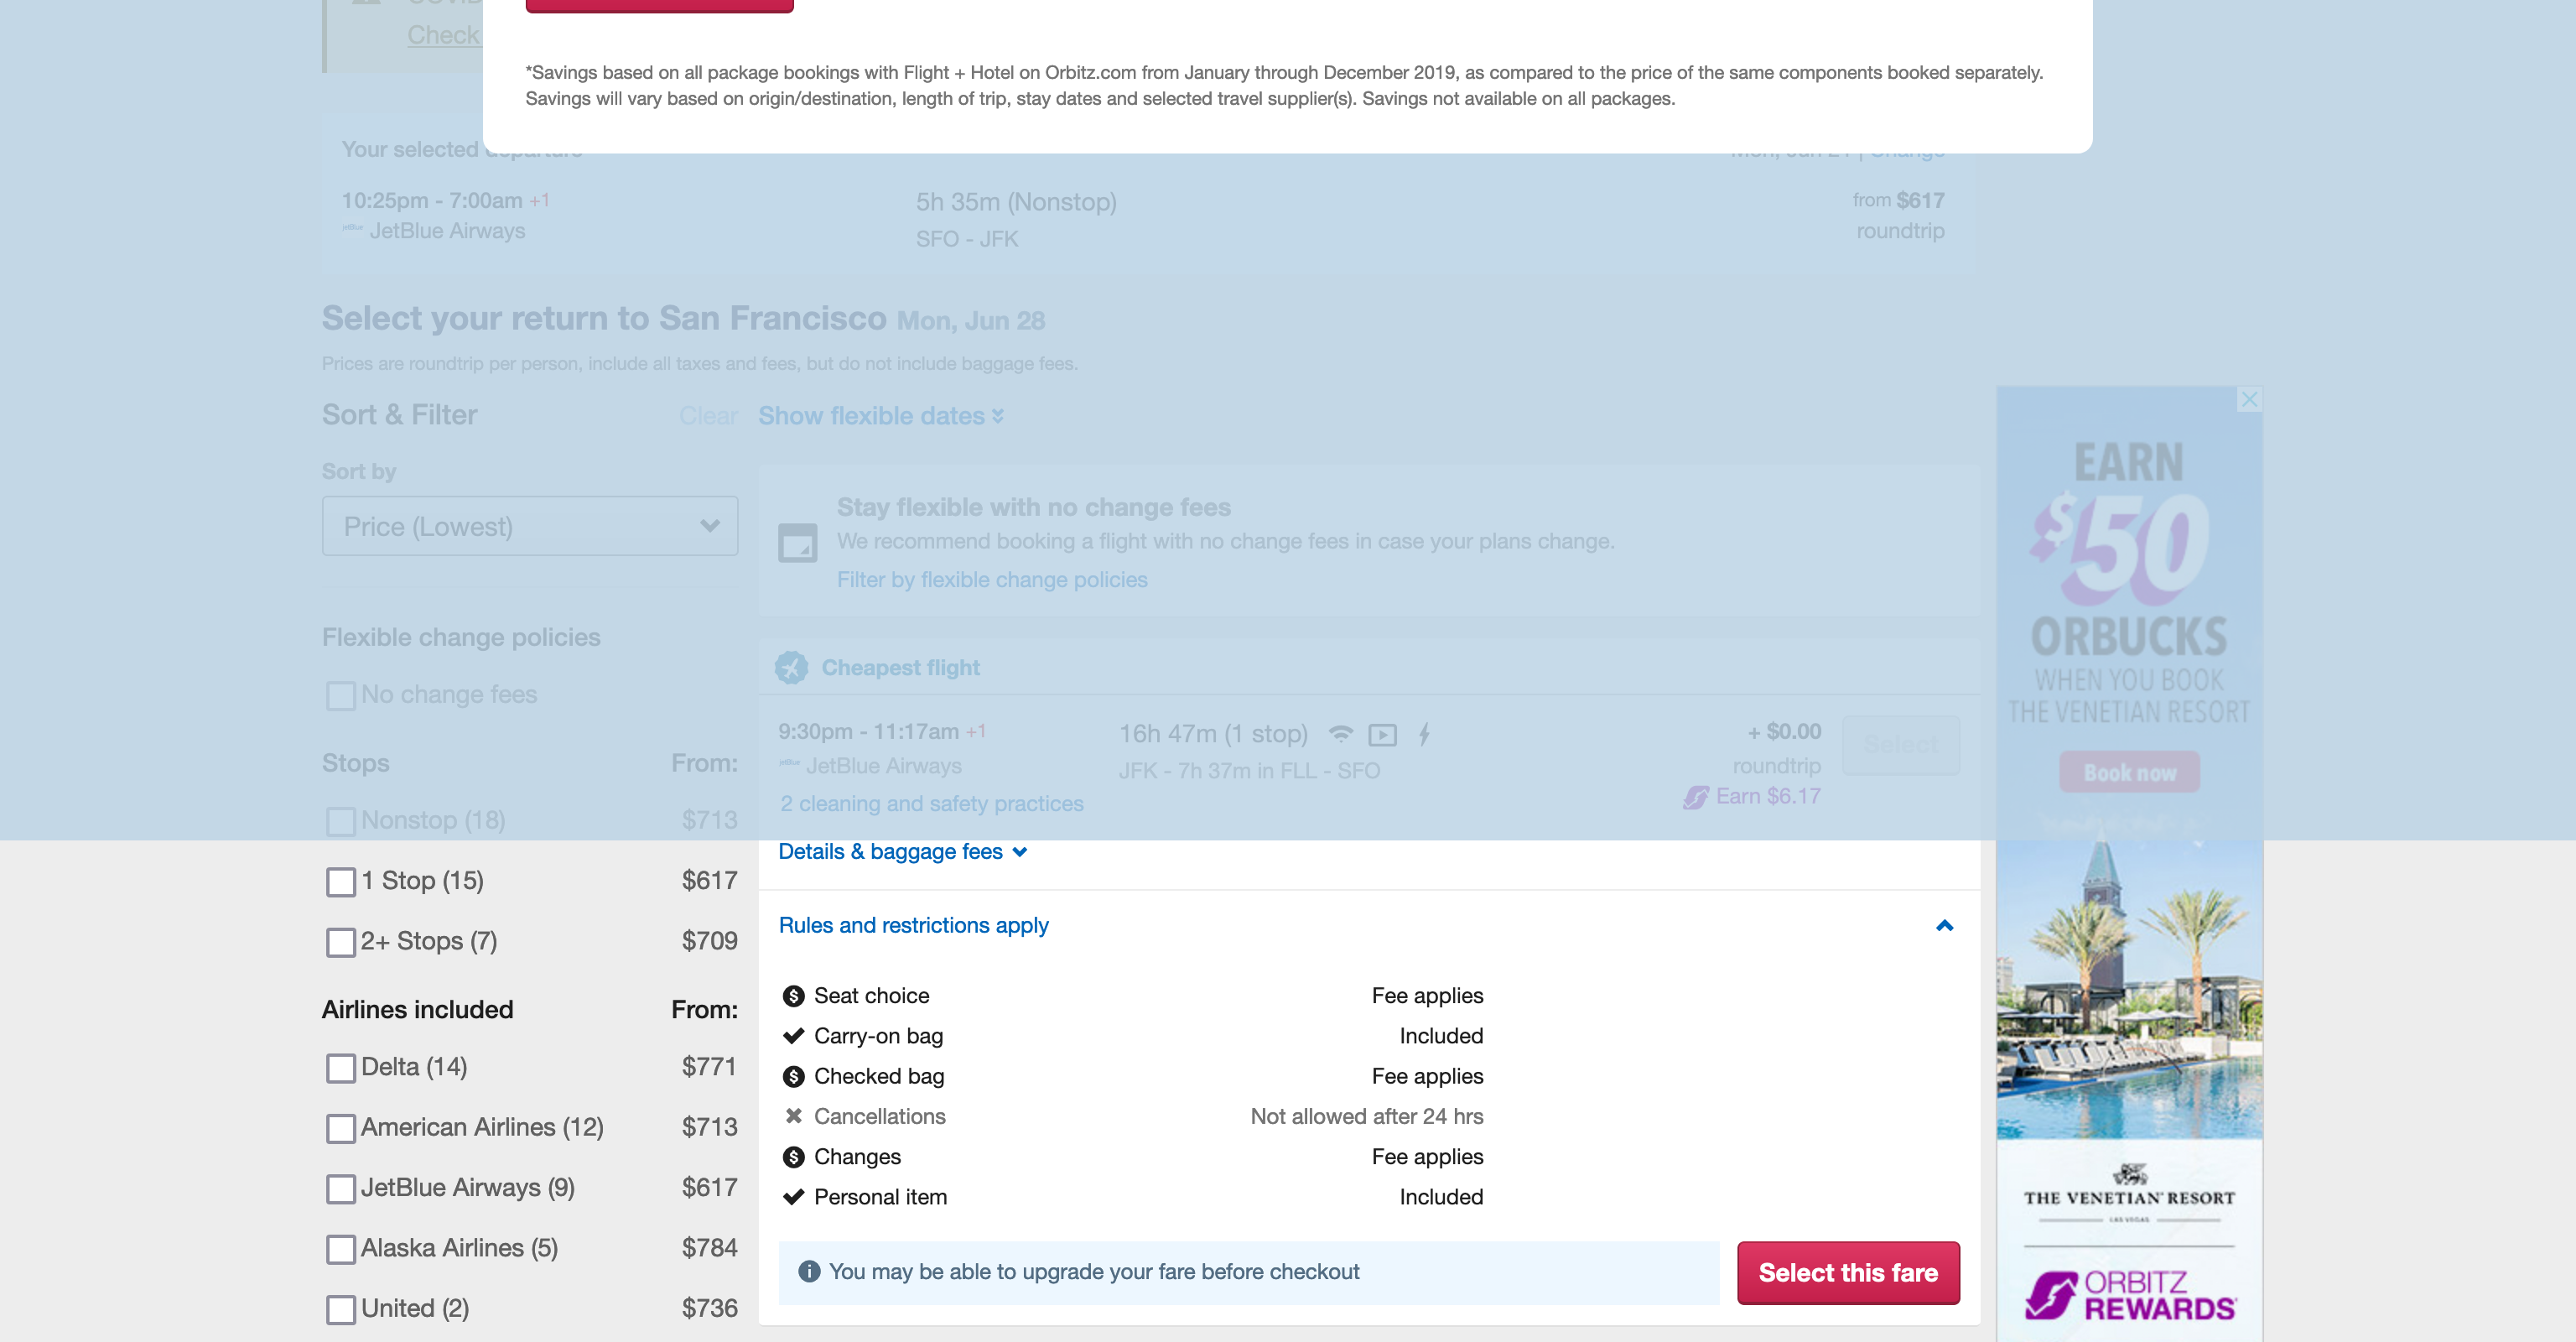 Check
*Savings based on all package bookings with Flight + Hotel on Orbitz.com from January through December 2019, as compared to the price of the same components booked separately.
Savings will vary based on origin/destination, length of trip, stay dates and selected travel supplier(s). Savings not available on all packages.
Your selected departure
Mon, Jun 21 | Change
10:25pm - 7:00am +1
5h 35m (Nonstop)
from $617
JetBlue Airways
SFO - JFK
roundtrip
Select your return to San Francisco Mon, Jun 28
Prices are roundtrip per person, include all taxes and fees, but do not include baggage fees.
Sort & Filter
Clear
Show flexible dates
Sort by
Price (Lowest)
Stay flexible with no change fees
We recommend booking a flight with no change fees in case your plans change.
Filter by flexible change policies
Flexible change policies
No change fees
Stops From:
Nonstop (18) $713
1 Stop (15) $617
2+ Stops (7) $709
Airlines included From:
Delta (14) $771
American Airlines (12) $713
JetBlue Airways (9) $617
Alaska Airlines (5) $784
United (2) $736
Cheapest flight
9:30pm - 11:17am +1
16h 47m (1 stop)
+ $0.00
Select
JetBlue Airways
JFK - 7h 37m in FLL - SFO
roundtrip
2 cleaning and safety practices
Earn $6.17
Details & baggage fees
Rules and restrictions apply
Seat choice Fee applies
Carry-on bag Included
Checked bag Fee applies
Cancellations Not allowed after 24 hrs
Changes Fee applies
Personal item Included
You may be able to upgrade your fare before checkout
Select this fare
EARN
$50
ORBUCKS
WHEN YOU BOOK
THE VENETIAN RESORT
Book now
THE VENETIAN RESORT
LAS VEGAS
ORBITZ
REWARDS